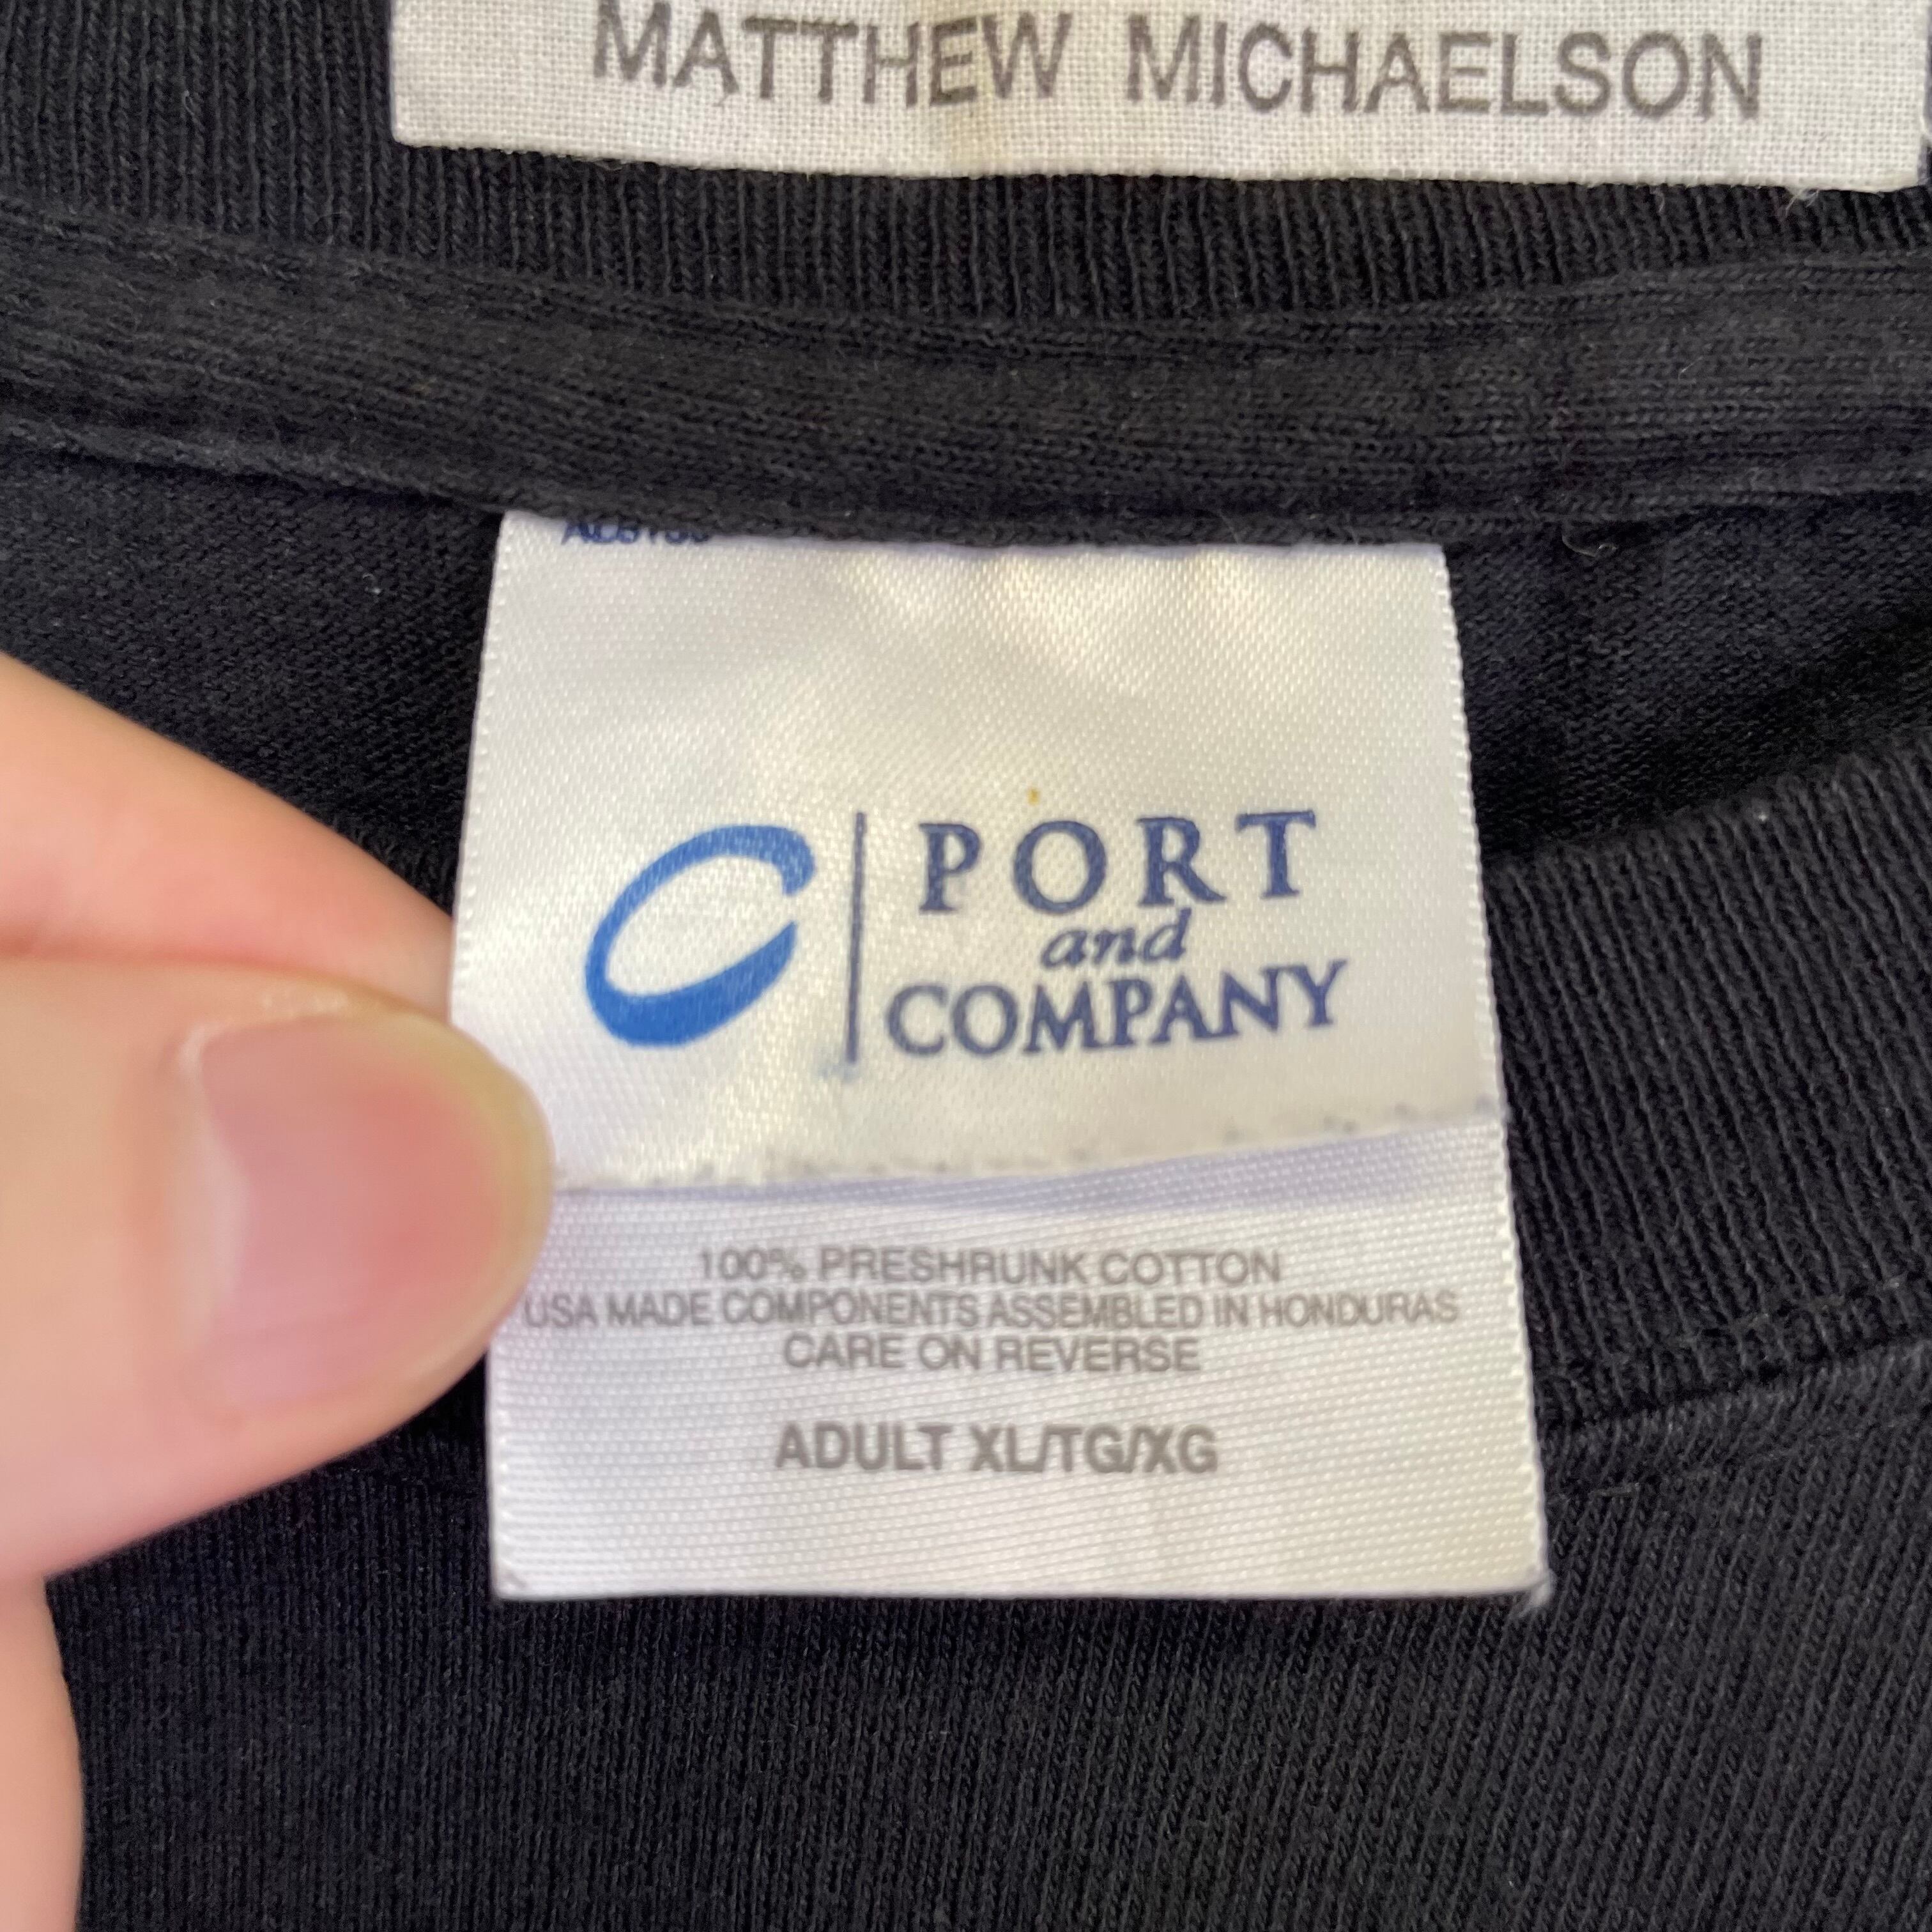 MATTHEW MICHAELSON
PORT
and
COMPANY
100% PRESHRUNK COTTON
USA MADE COMPONENTS ASSEMBLED IN HONDURAS
CARE ON REVERSE
ADULT XL/TG/XG